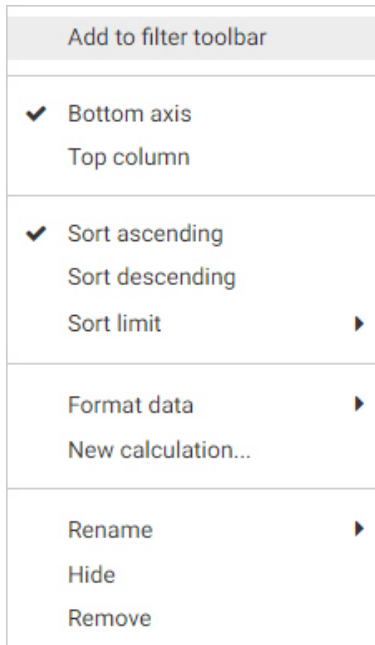 Add to filter toolbar
Bottom axis
Top column
Sort ascending
Sort descending
Sort limit
Format data
New calculation...
Rename
Hide
Remove